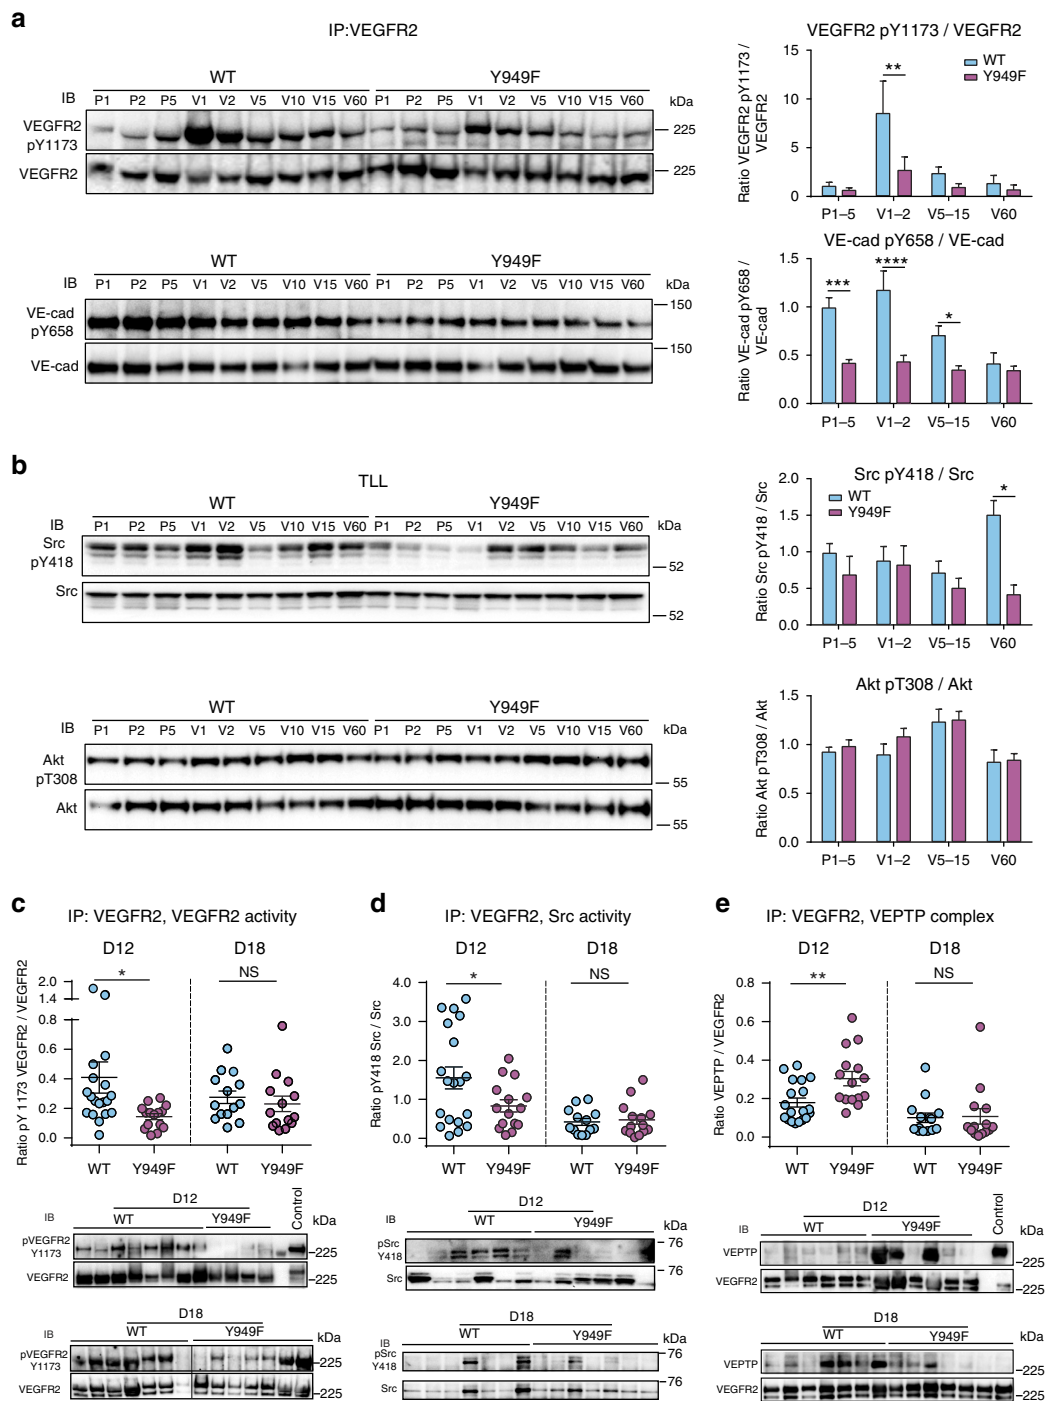 a
IP:VEGFR2
WT Y949F
IB P1 P2 P5 V1 V2 V5 V10 V15 V60 P1 P2 P5 V1 V2 V5 V10 V15 V60 kDa
VEGFR2 pY1173
225
VEGFR2
225
VEGFR2 pY1173 / VEGFR2
Ratio VEGFR2 pY1173 / VEGFR2
15
10
5
0
WT
Y949F
**
P1–5 V1–2 V5–15 V60
WT Y949F
IB P1 P2 P5 V1 V2 V5 V10 V15 V60 P1 P2 P5 V1 V2 V5 V10 V15 V60 kDa
VE-cad pY658
150
VE-cad
150
VE-cad pY658 / VE-cad
Ratio VE-cad pY658 / VE-cad
1.5
1.0
0.5
0.0
*** **** *
P1–5 V1–2 V5–15 V60
b
TLL
WT Y949F
IB P1 P2 P5 V1 V2 V5 V10 V15 V60 P1 P2 P5 V1 V2 V5 V10 V15 V60 kDa
Src pY418
52
Src
52
Src pY418 / Src
Ratio Src pY418 / Src
2.0
1.5
1.0
0.5
0.0
WT
Y949F
*
P1–5 V1–2 V5–15 V60
WT Y949F
IB P1 P2 P5 V1 V2 V5 V10 V15 V60 P1 P2 P5 V1 V2 V5 V10 V15 V60 kDa
Akt pT308
55
Akt
55
Akt pT308 / Akt
Ratio Akt pT308 / Akt
1.5
1.0
0.5
0.0
P1–5 V1–2 V5–15 V60
c
IP: VEGFR2, VEGFR2 activity
D12 D18
* NS
Ratio pY 1173 VEGFR2 / VEGFR2
2.0
1.4
0.8
0.6
0.4
0.2
0.0
WT Y949F WT Y949F
D12
IB WT Y949F Control kDa
pVEGFR2 Y1173
225
VEGFR2
225
D18
IB WT Y949F kDa
pVEGFR2 Y1173
225
VEGFR2
225
d
IP: VEGFR2, Src activity
D12 D18
* NS
Ratio pY418 Src / Src
4.0
3.0
2.0
1.0
0.0
WT Y949F WT Y949F
D12
IB WT Y949F kDa
pSrc Y418
76
Src
76
D18
IB WT Y949F kDa
pSrc Y418
76
Src
76
e
IP: VEGFR2, VEPTP complex
D12 D18
** NS
Ratio VEPTP / VEGFR2
0.8
0.6
0.4
0.2
0.0
WT Y949F WT Y949F
D12
IB WT Y949F Control kDa
VEPTP
225
VEGFR2
225
D18
IB WT Y949F kDa
VEPTP
225
VEGFR2
225